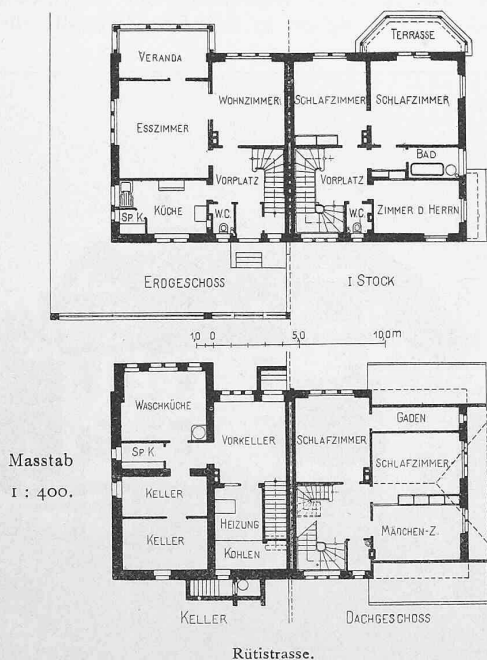 TERRASSE
VERANDA
WOHNZIMMER
SCHLAFZIMMER
SCHLAFZIMMER
ESSZIMMER
BAD
VORPLATZ
VORPLATZ
KÜCHE
SP K.
W.C.
W.C.
ZIMMER D. HERRN
ERDGESCHOSS
I STOCK
1,0 0 5,0 10,0 m
WASCHKÜCHE
VORKELLER
SCHLAFZIMMER
GADEN
SP K.
SCHLAFZIMMER
KELLER
HEIZUNG
MÄDCHEN-Z.
KELLER
KOHLEN
Masstab
1 : 400.
KELLER
DACHGESCHOSS
Rütistrasse.